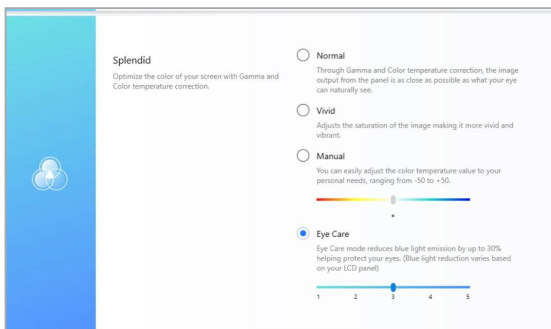 Splendid
Optimize the color of your screen with Gamma and
Color temperature correction.
Normal
Through Gamma and Color temperature correction, the image
output from the panel is as close as possible as what your eye
can naturally see.
Vivid
Adjusts the saturation of the image making it more vivid and
vibrant.
Manual
You can easily adjust the color temperature value to your
personal needs, ranging from -50 to +50.
Eye Care
Eye Care mode reduces blue light emission by up to 30%
helping protect your eyes. (Blue light reduction varies based
on your LCD panel)
1 2 3 4 5